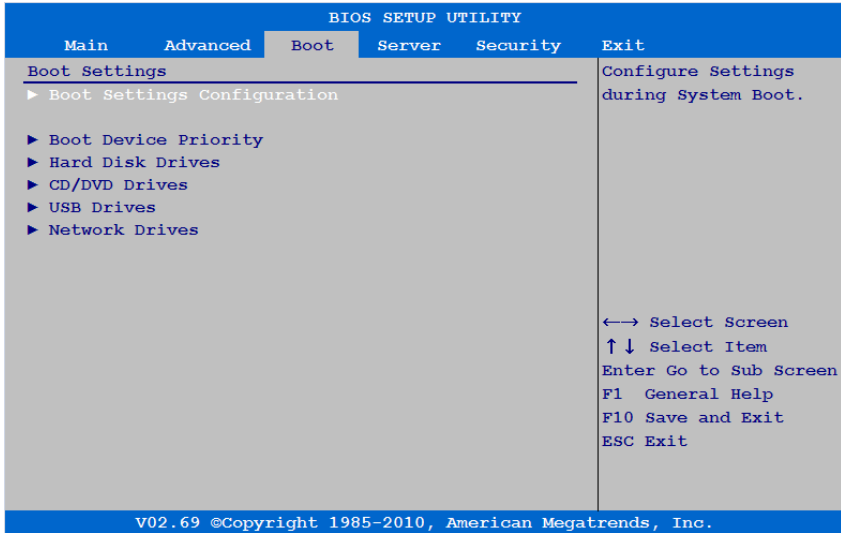 BIOS SETUP UTILITY
Main Advanced Boot Server Security Exit
Boot Settings
▶ Boot Settings Configuration
▶ Boot Device Priority
▶ Hard Disk Drives
▶ CD/DVD Drives
▶ USB Drives
▶ Network Drives
Configure Settings
during System Boot.
←→ Select Screen
↑↓ Select Item
Enter Go to Sub Screen
F1 General Help
F10 Save and Exit
ESC Exit
V02.69 ©Copyright 1985-2010, American Megatrends, Inc.